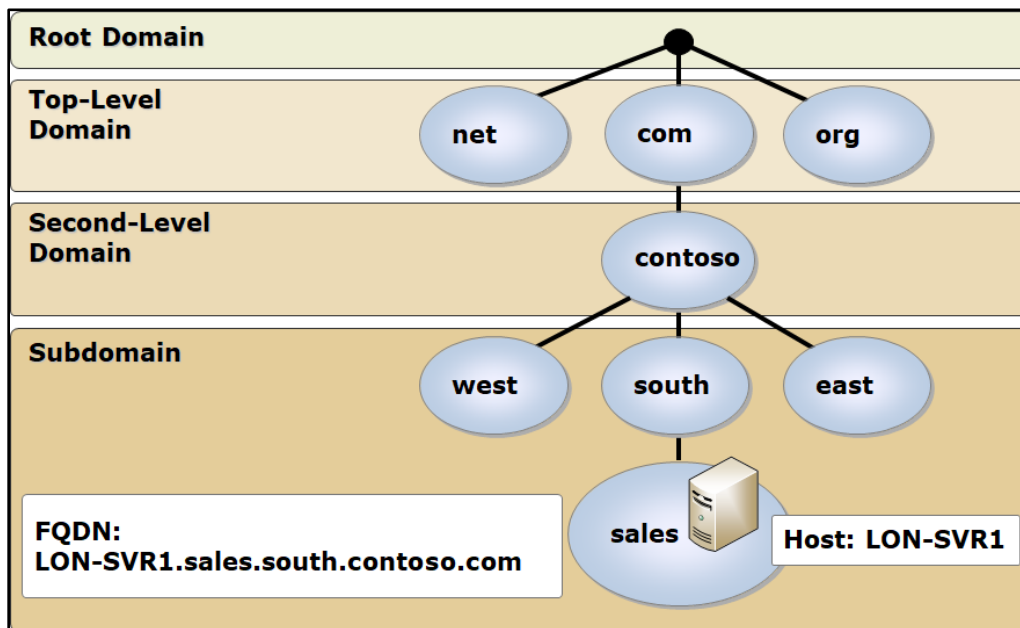 Root Domain
Top-Level
Domain
net
com
org
Second-Level
Domain
contoso
Subdomain
west
south
east
sales
FQDN:
LON-SVR1.sales.south.contoso.com
Host: LON-SVR1